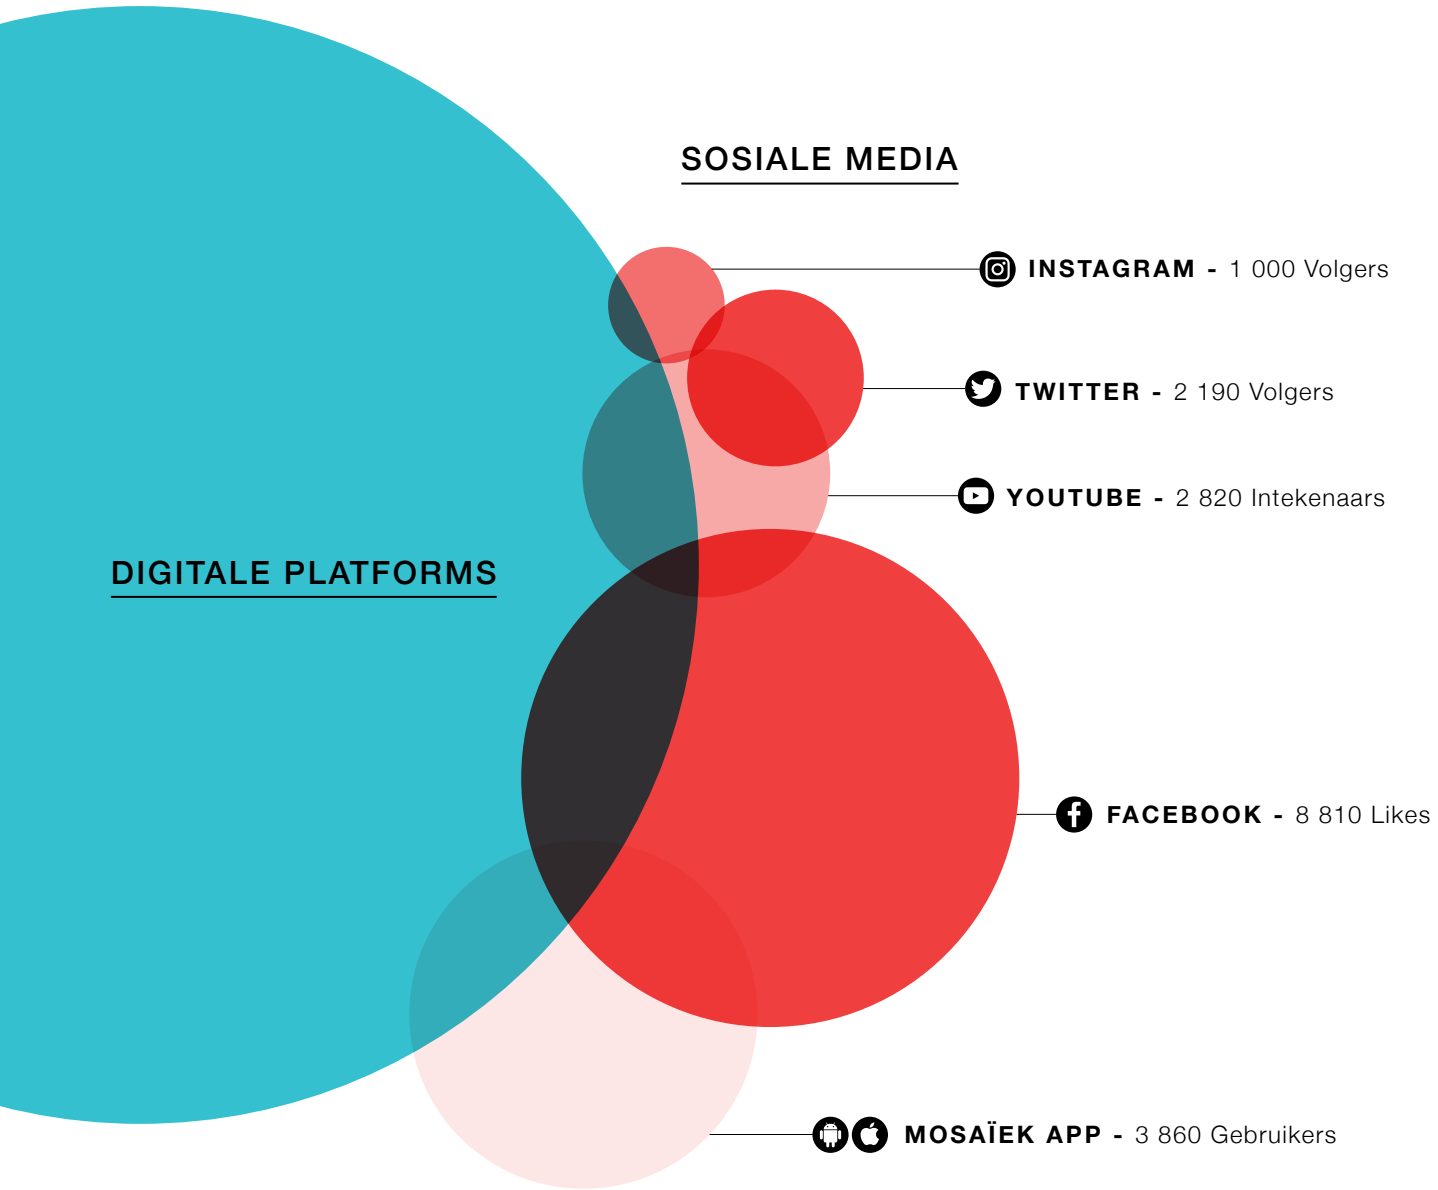 SOSIALE MEDIA
INSTAGRAM - 1 000 Volgers
TWITTER - 2 190 Volgers
YOUTUBE - 2 820 Intekenaars
DIGITALE PLATFORMS
FACEBOOK - 8 810 Likes
MOSAÏEK APP - 3 860 Gebruikers